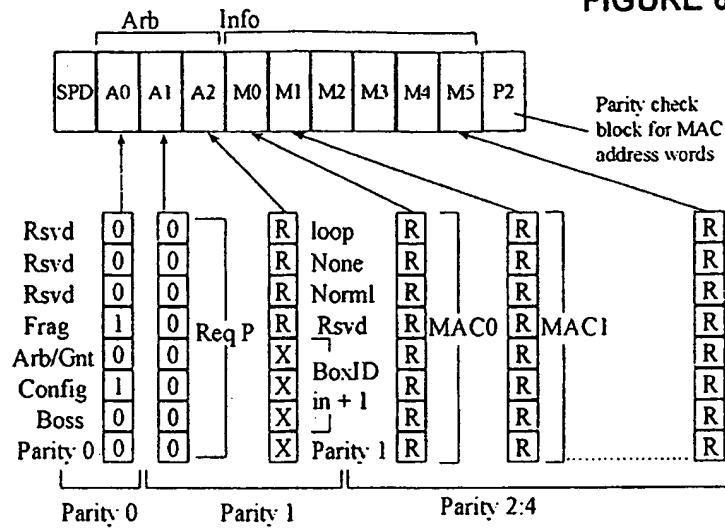 FIGURE
Arb Info
SPD A0 A1 A2 M0 M1 M2 M3 M4 M5 P2
Parity check
block for MAC
address words
Rsvd 0 0 R loop R R R
Rsvd 0 0 R None R R R
Rsvd 0 0 R Norml R R R
Frag 1 0 Req P R Rsvd R MAC0 R MAC1 R
Arb/Gnt 0 0 X R R R
BoxID
Config 1 0 X in + 1 R R R
Boss 0 0 X R R R
Parity 0 0 0 X Parity 1 R R R
Parity 0 Parity 1 Parity 2:4